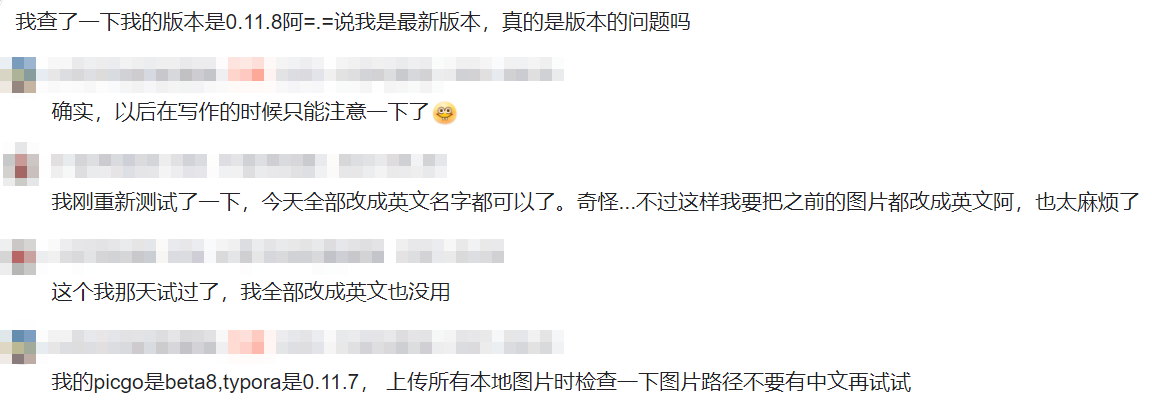 我查了一下我的版本是0.11.8阿=.=说我是最新版本，真的是版本的问题吗
确实，以后在写作的时候只能注意一下了
我刚重新测试了一下，今天全部改成英文名字都可以了。奇怪...不过这样我要把之前的图片都改成英文阿，也太麻烦了
这个我那天试过了，我全部改成英文也没用
我的picgo是beta8,typora是0.11.7， 上传所有本地图片时检查一下图片路径不要有中文再试试